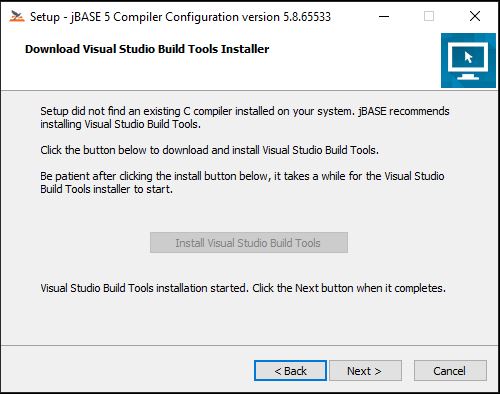 Setup - jBASE 5 Compiler Configuration version 5.8.65533
Download Visual Studio Build Tools Installer
Setup did not find an existing C compiler installed on your system. jBASE recommends
installing Visual Studio Build Tools.
Click the button below to download and install Visual Studio Build Tools.
Be patient after clicking the install button below, it takes a while for the Visual Studio
Build Tools installer to start.
Install Visual Studio Build Tools
Visual Studio Build Tools installation started. Click the Next button when it completes.
< Back
Next >
Cancel